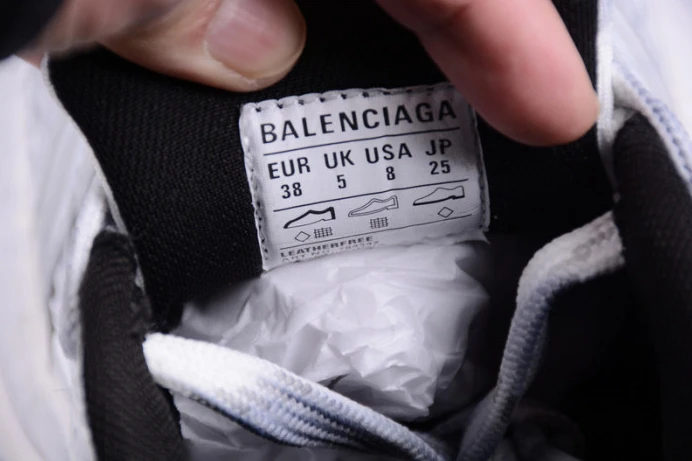 BALENCIAGA
EUR UK USA JP
38 5 8 25
LEATHERFREE